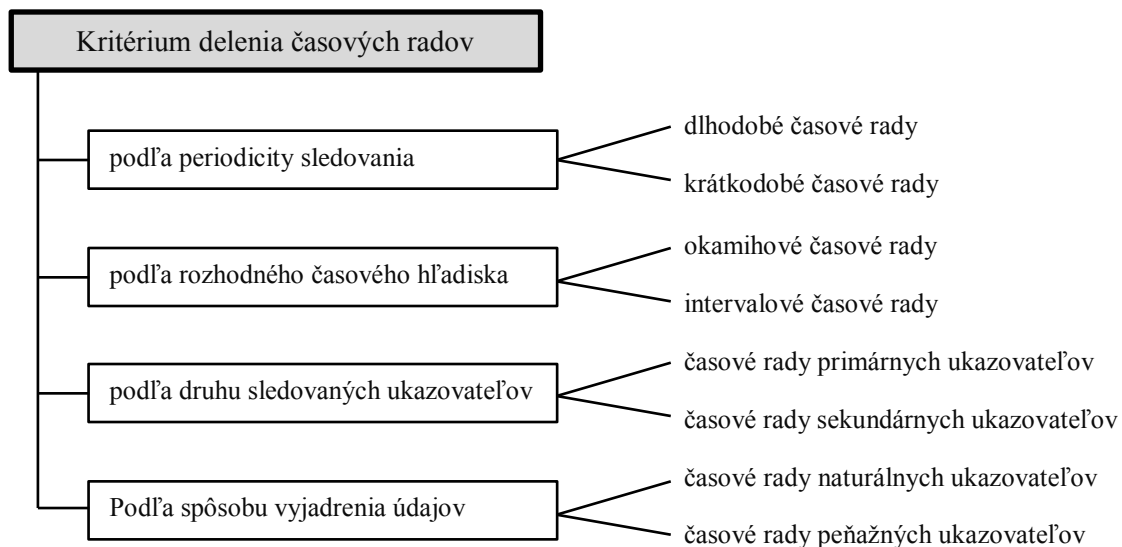 Kritérium delenia časových radov
podľa periodicity sledovania
dlhodobé časové rady
krátkodobé časové rady
podľa rozhodného časového hľadiska
okamihové časové rady
intervalové časové rady
podľa druhu sledovaných ukazovateľov
časové rady primárnych ukazovateľov
časové rady sekundárnych ukazovateľov
Podľa spôsobu vyjadrenia údajov
časové rady naturálnych ukazovateľov
časové rady peňažných ukazovateľov